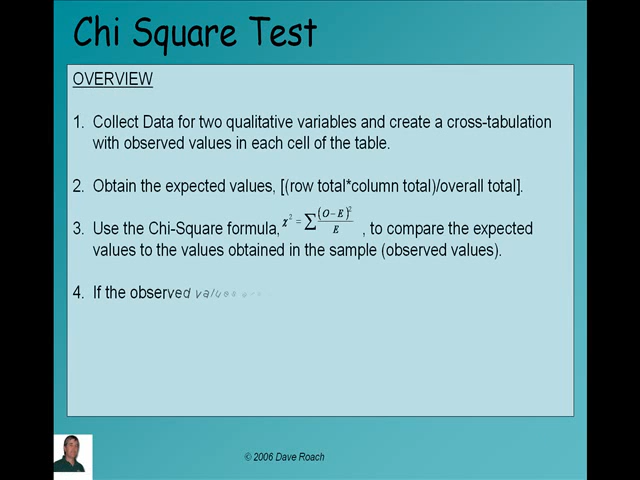 Chi Square Test
OVERVIEW
1. Collect Data for two qualitative variables and create a cross-tabulation
with observed values in each cell of the table.
2. Obtain the expected values, [(row total*column total)/overall total].
3. Use the Chi-Square formula, χ² = ∑(O−E)²/E , to compare the expected
values to the values obtained in the sample (observed values).
4. If the observed values
© 2006 Dave Roach